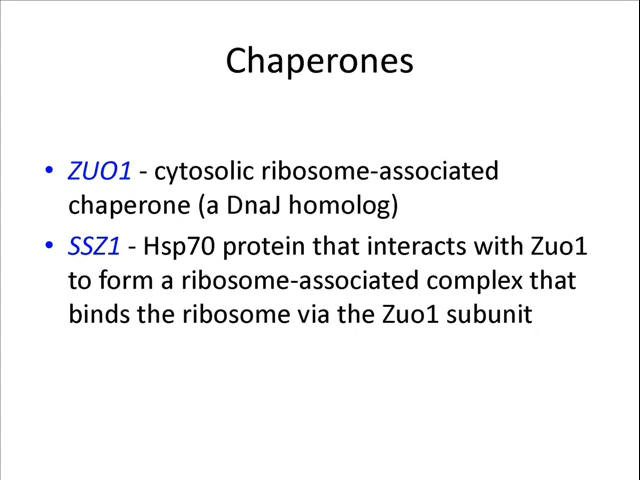 Chaperones
• ZUO1 - cytosolic ribosome-associated
chaperone (a DnaJ homolog)
• SSZ1 - Hsp70 protein that interacts with Zuo1
to form a ribosome-associated complex that
binds the ribosome via the Zuo1 subunit